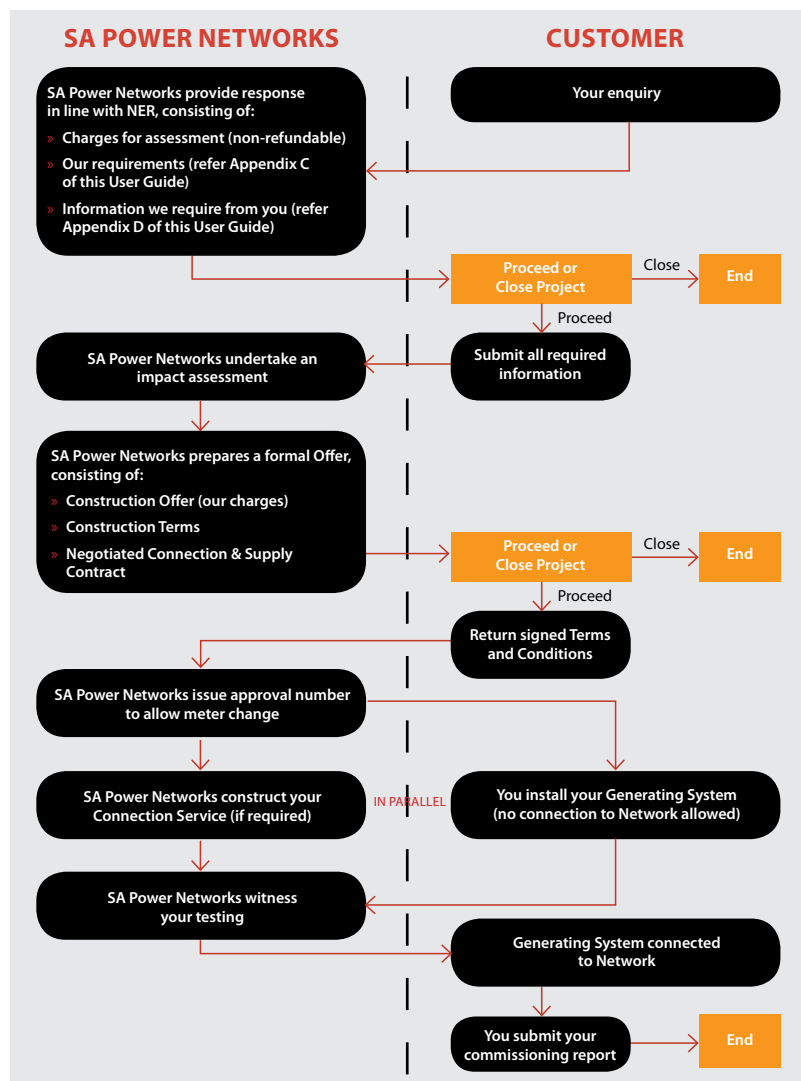 SA POWER NETWORKS
CUSTOMER
SA Power Networks provide response
in line with NER, consisting of:
» Charges for assessment (non-refundable)
» Our requirements (refer Appendix C
of this User Guide)
» Information we require from you (refer
Appendix D of this User Guide)
Your enquiry
Proceed or
Close Project
Close
End
Proceed
Submit all required
information
SA Power Networks undertake an
impact assessment
SA Power Networks prepares a formal Offer,
consisting of:
» Construction Offer (our charges)
» Construction Terms
» Negotiated Connection & Supply
Contract
Proceed or
Close Project
Close
End
Proceed
Return signed Terms
and Conditions
SA Power Networks issue approval number
to allow meter change
SA Power Networks construct your
Connection Service (if required)
IN PARALLEL
You install your Generating System
(no connection to Network allowed)
SA Power Networks witness
your testing
Generating System connected
to Network
You submit your
commissioning report
End